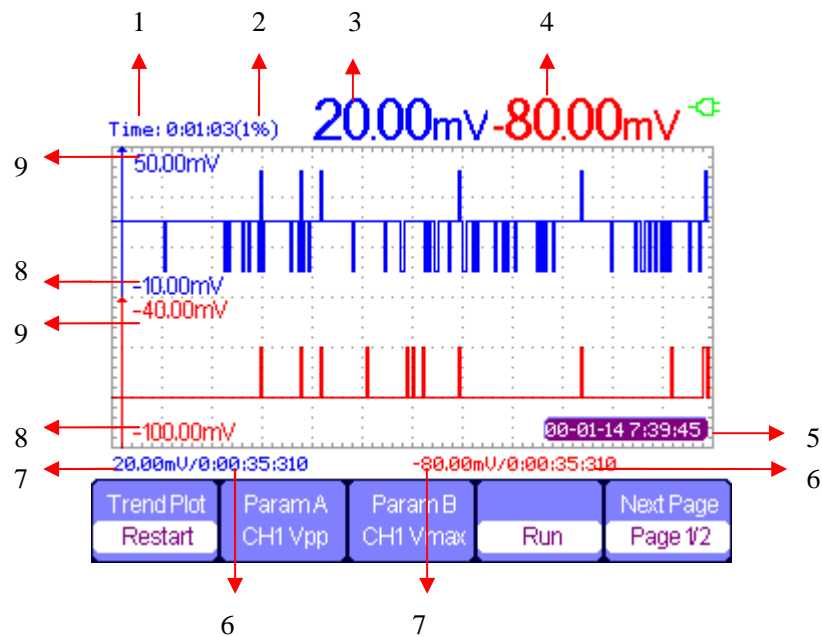 1 2 3 4
Time: 0:01:03(1%) 20.00mV -80.00mV
9 50.00mV
8 -10.00mV
9 -40.00mV
8 -100.00mV 00-01-14 7:39:45 5
7 20.00mV/0:00:35:310 -80.00mV/0:00:35:310 6
Trend Plot Param A Param B Next Page
Restart CH1 Vpp CH1 Vmax Run Page 1/2
6 7